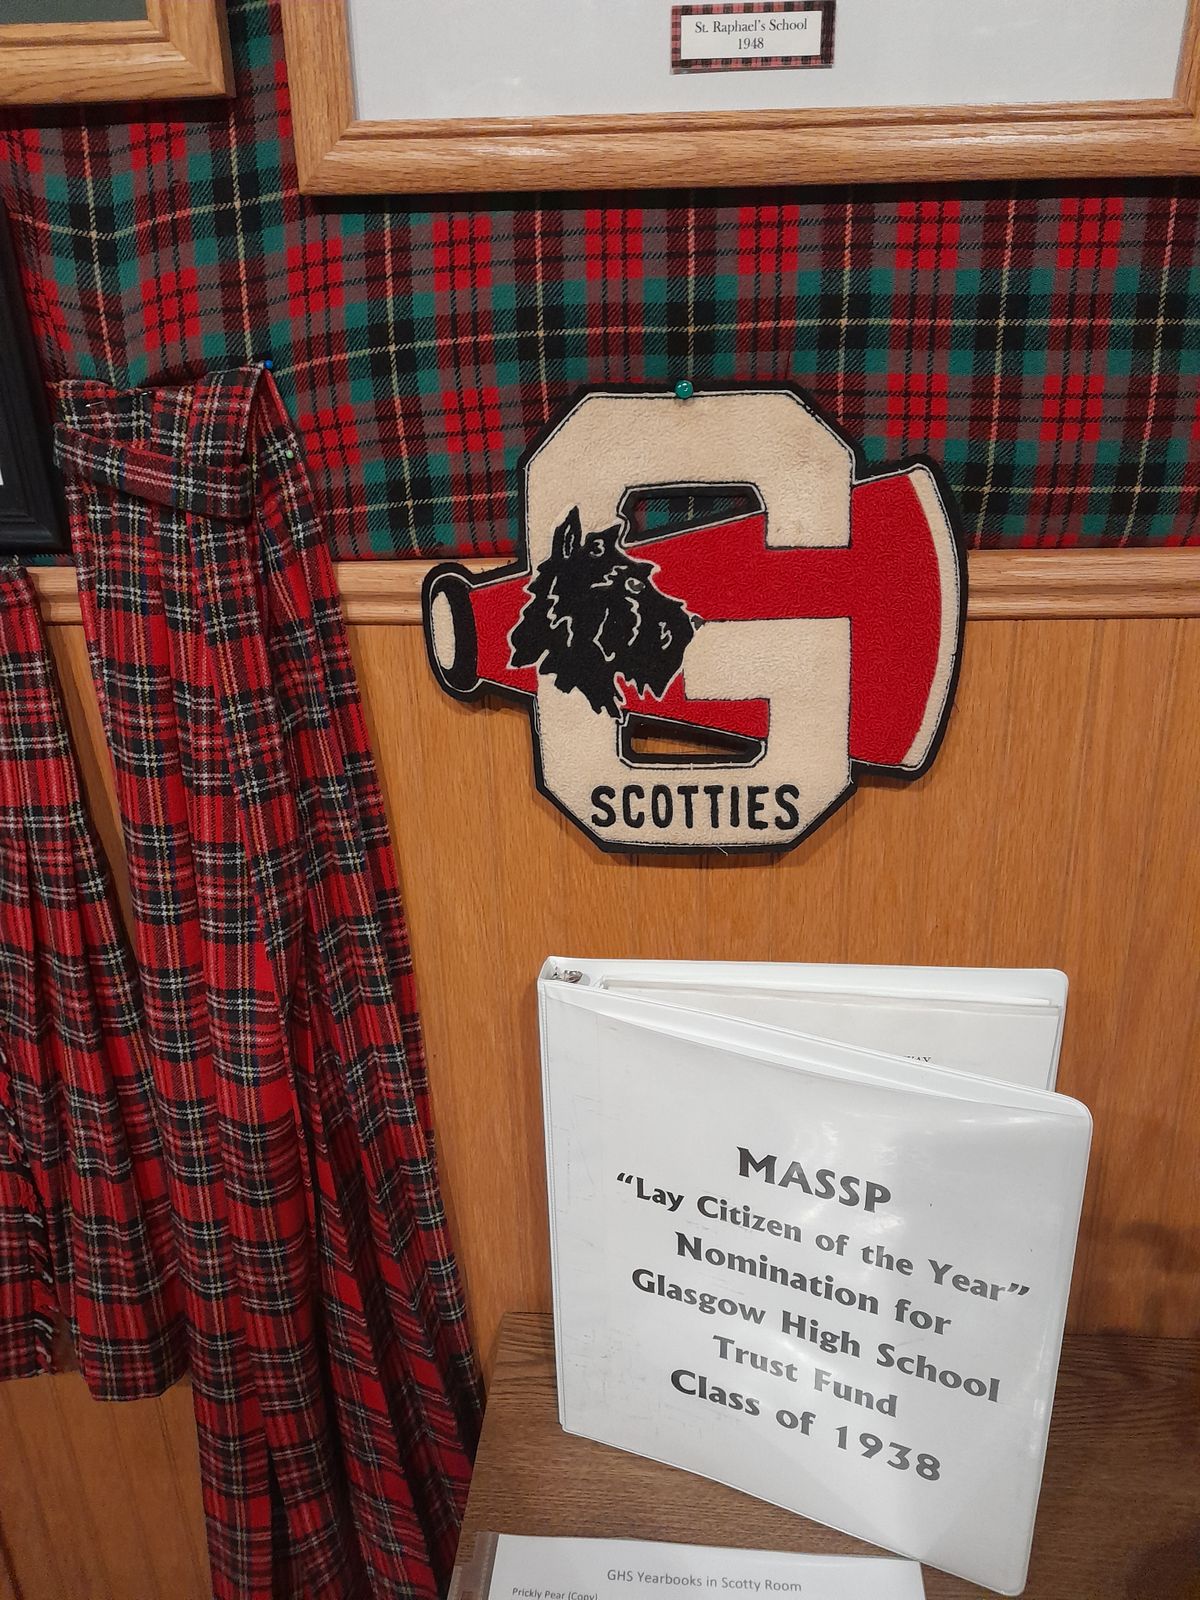 St. Raphael's School
1948
SCOTTIES
MASSP
“Lay Citizen of the Year”
Nomination for
Glasgow High School
Trust Fund
Class of 1938
GHS Yearbooks in Scotty Room
Prickly Pear (Copy)